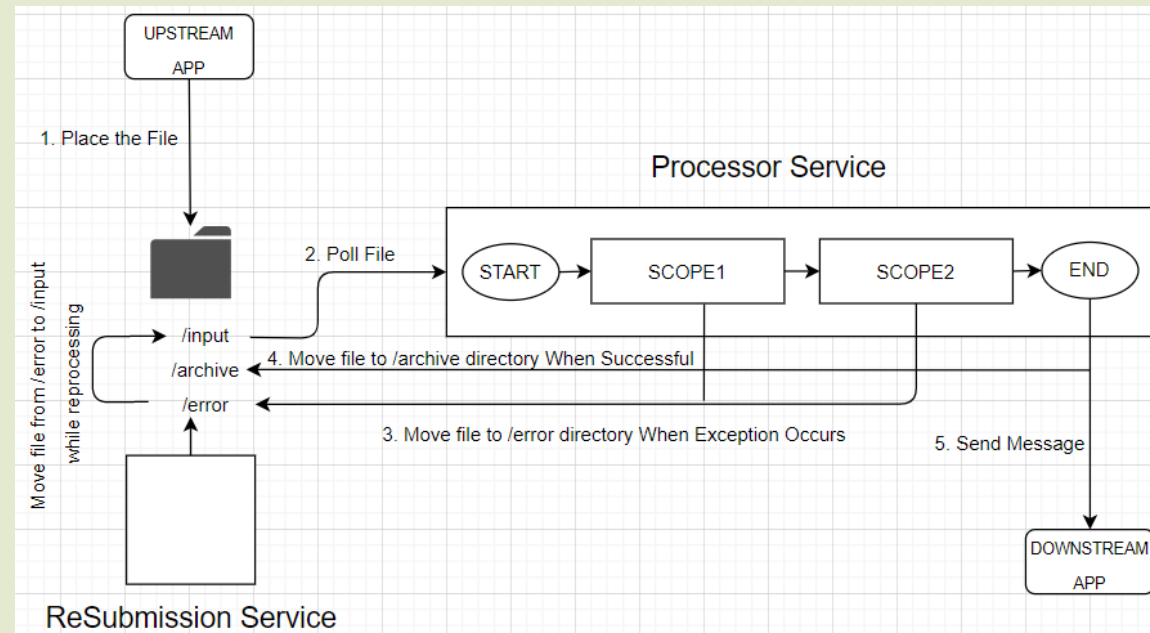 UPSTREAM
APP
1. Place the File
Processor Service
2. Poll File
START
SCOPE1
SCOPE2
END
Move file from /error to /input
while reprocessing
/input
/archive
/error
4. Move file to /archive directory When Successful
3. Move file to /error directory When Exception Occurs
5. Send Message
DOWNSTREAM
APP
ReSubmission Service